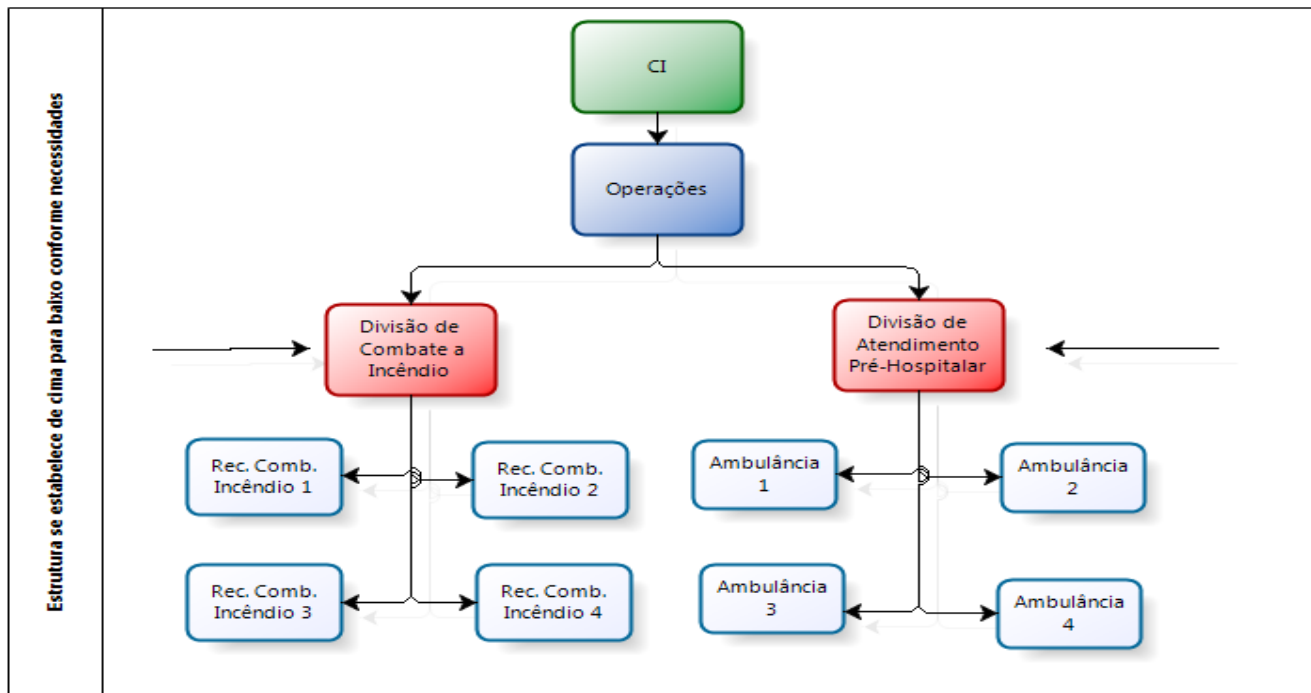 Estrutura se estabelece de cima para baixo conforme necessidades
CI
Operações
Divisão de
Combate a
Incêndio
Divisão de
Atendimento
Pré-Hospitalar
Rec. Comb.
Incêndio 1
Rec. Comb.
Incêndio 2
Ambulância
1
Ambulância
2
Rec. Comb.
Incêndio 3
Rec. Comb.
Incêndio 4
Ambulância
3
Ambulância
4